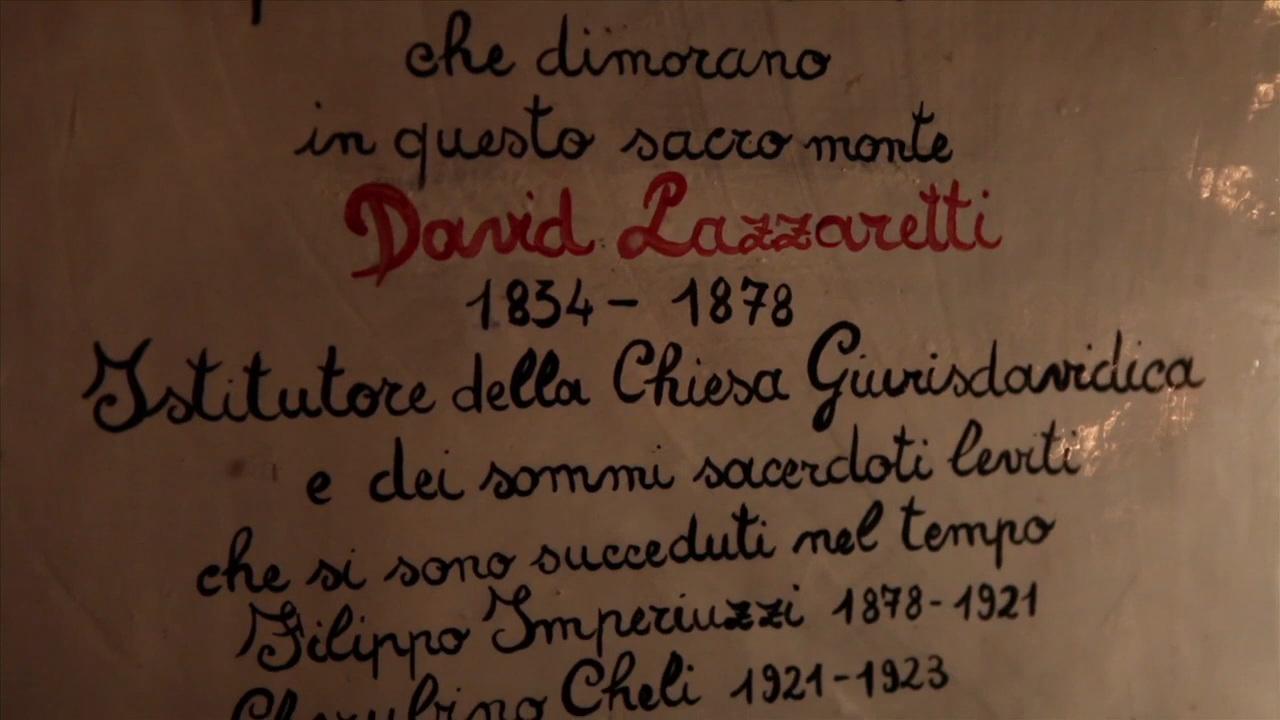 che dimorano
in questo sacro monte
David Lazzaretti
1834 - 1878
Istitutore della Chiesa Giurisdavidica
e dei sommi sacerdoti leviti
che si sono succeduti nel tempo
Filippo Imperiuzzi 1878-1921
Cherubino Cheli 1921-1923